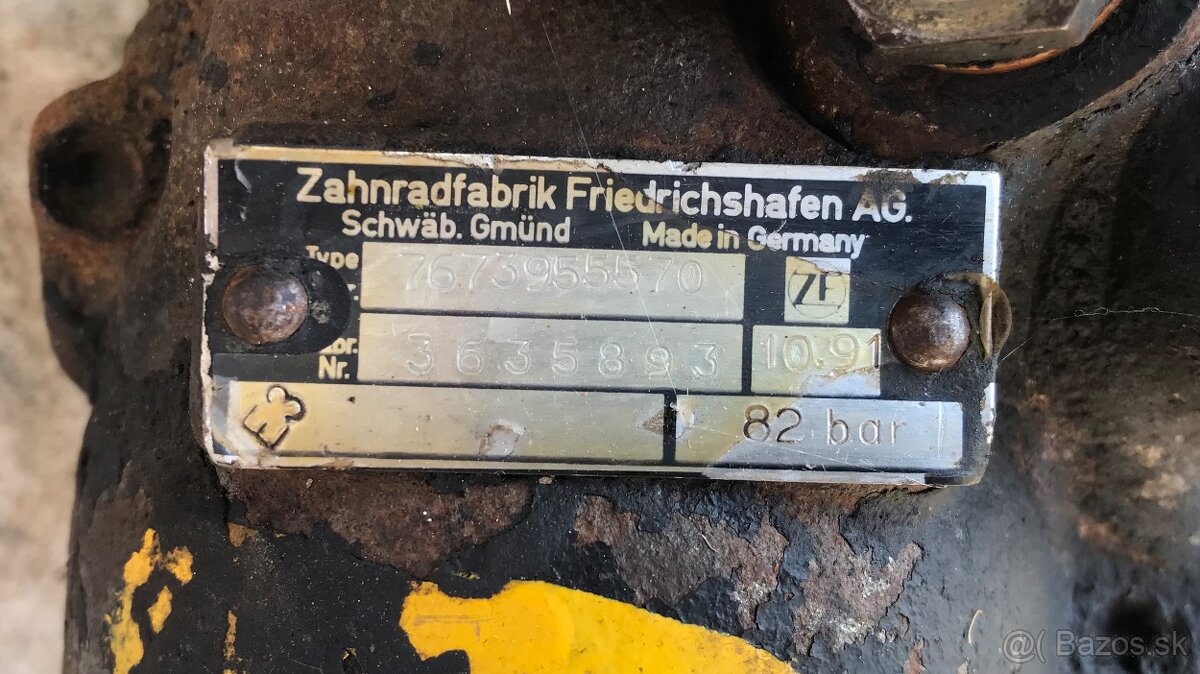 Zahnradfabrik Friedrichshafen AG.
Schwäb. Gmünd Made in Germany
Type 7673955570 ZF
Nr. 3635893 10.91
E3 82 bar
@ Bazos.sk